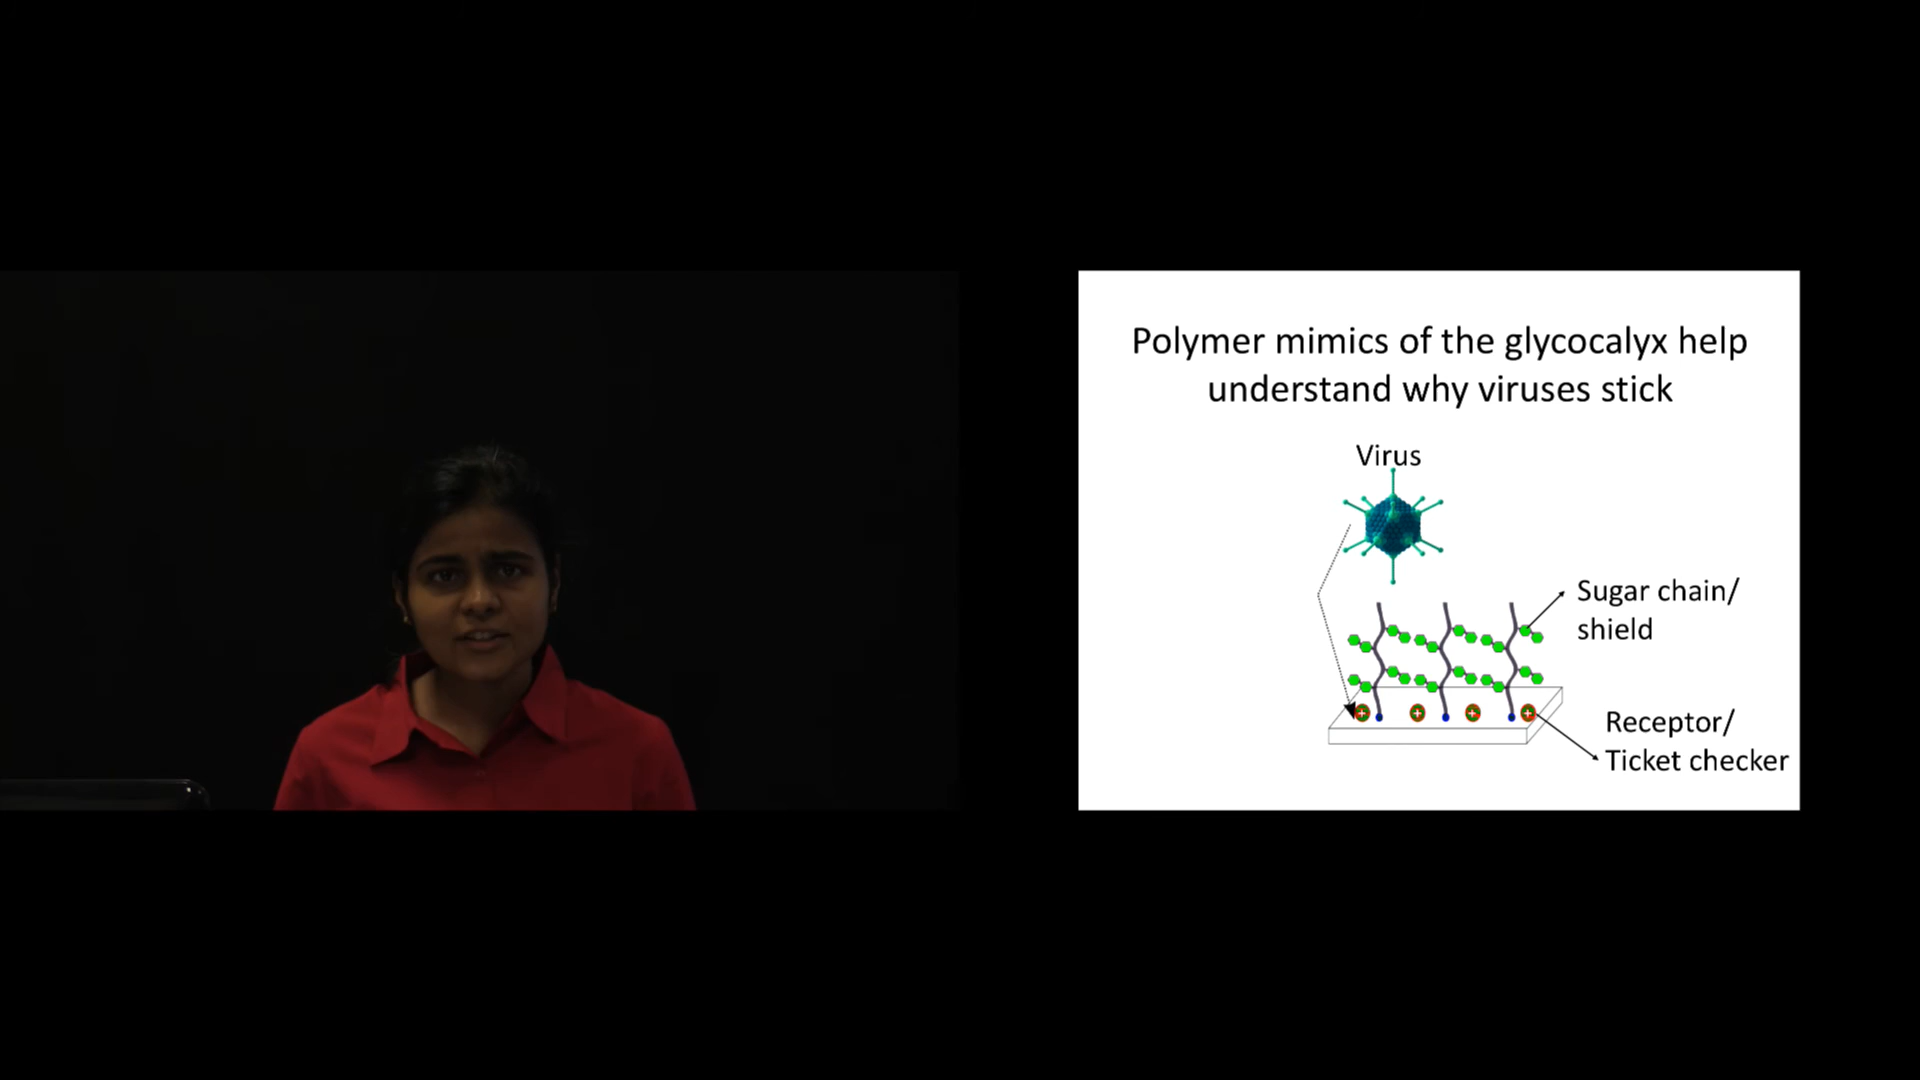 Polymer mimics of the glycocalyx help
understand why viruses stick
Virus
Sugar chain/
shield
Receptor/
Ticket checker